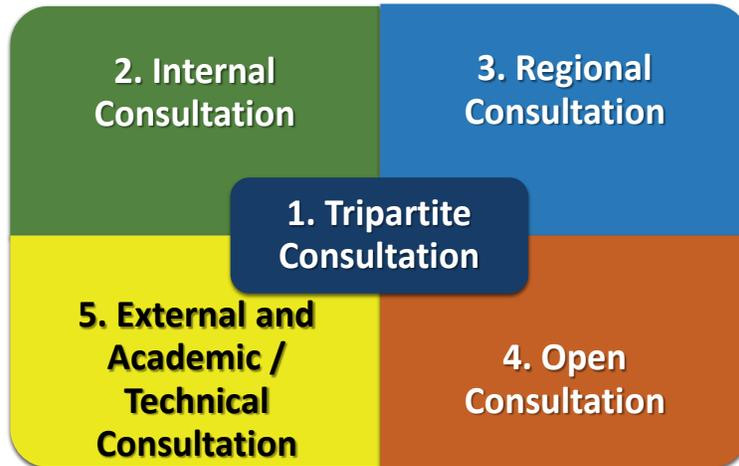 2. Internal
Consultation
3. Regional
Consultation
1. Tripartite
Consultation
5. External and
Academic /
Technical
Consultation
4. Open
Consultation